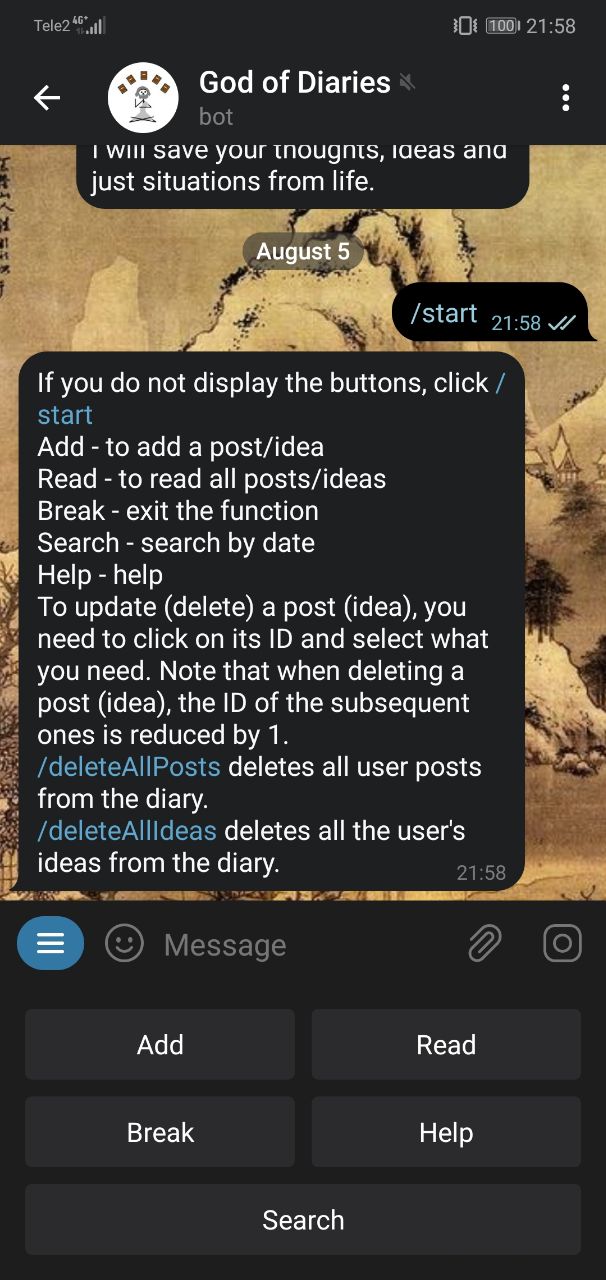 Tele2 4G+ 100 21:58
God of Diaries
bot
I will save your thoughts, ideas and
just situations from life.
August 5
/start 21:58
If you do not display the buttons, click /
start
Add - to add a post/idea
Read - to read all posts/ideas
Break - exit the function
Search - search by date
Help - help
To update (delete) a post (idea), you
need to click on its ID and select what
you need. Note that when deleting a
post (idea), the ID of the subsequent
ones is reduced by 1.
/deleteAllPosts deletes all user posts
from the diary.
/deleteAllIdeas deletes all the user's
ideas from the diary.
21:58
Message
Add Read
Break Help
Search